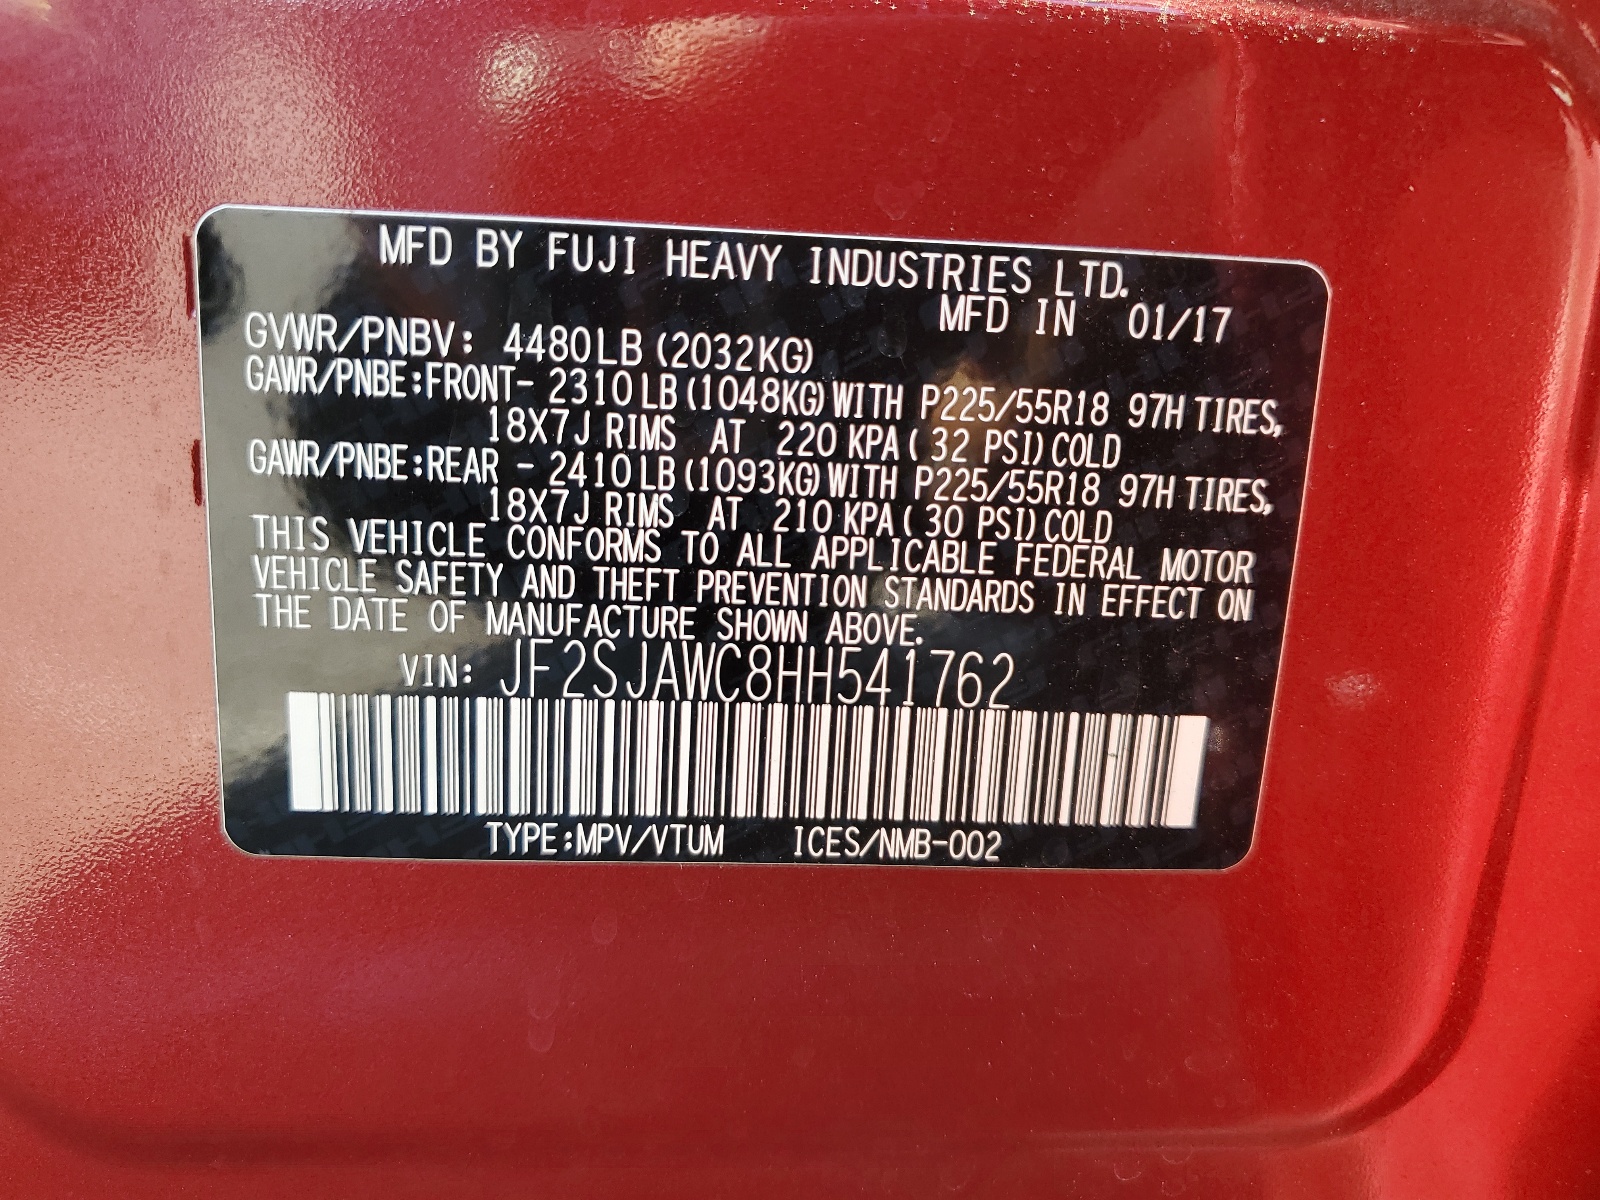 MFD BY FUJI HEAVY INDUSTRIES LTD.
MFD IN 01/17
GVWR/PNBV: 4480LB (2032KG)
GAWR/PNBE:FRONT- 2310LB (1048KG) WITH P225/55R18 97H TIRES,
18X7J RIMS AT 220 KPA ( 32 PSI) COLD
GAWR/PNBE:REAR - 2410LB (1093KG) WITH P225/55R18 97H TIRES,
18X7J RIMS AT 210 KPA ( 30 PSI) COLD
THIS VEHICLE CONFORMS TO ALL APPLICABLE FEDERAL MOTOR
VEHICLE SAFETY AND THEFT PREVENTION STANDARDS IN EFFECT ON
THE DATE OF MANUFACTURE SHOWN ABOVE.
VIN: JF2SJAWC8HH541762
TYPE:MPV/VTUM ICES/NMB-002